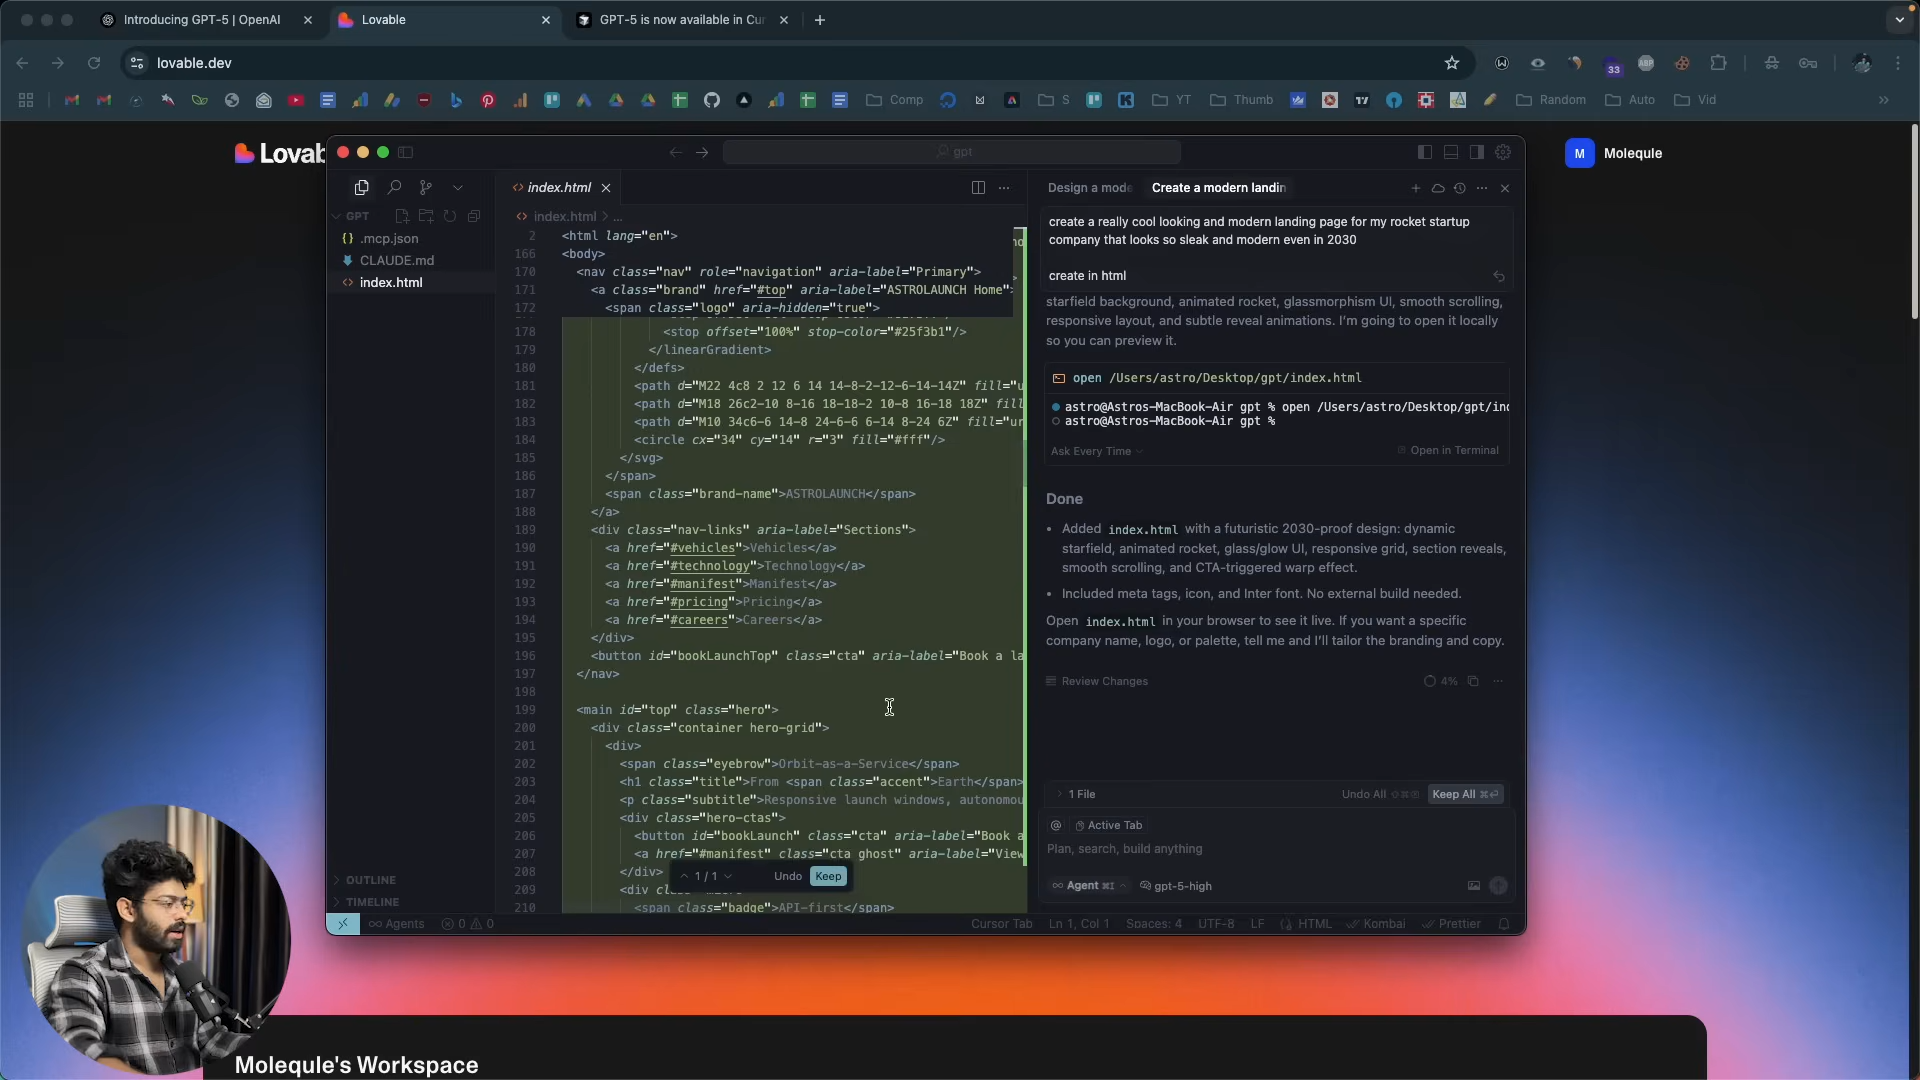 Introducing GPT-5 | OpenAI
Lovable
GPT-5 is now available in Cur
lovable.dev
33
ABP
Comp
S
YT
Thumb
Random
Auto
Vid
Lovab
M Molequle
gpt
index.html
Design a mode
Create a modern landin
GPT
.mcp.json
CLAUDE.md
index.html
OUTLINE
TIMELINE
index.html > ...
2 <html lang="en">
166 <body>
170 <nav class="nav" role="navigation" aria-label="Primary">
171 <a class="brand" href="#top" aria-label="ASTROLAUNCH Home">
172 <span class="logo" aria-hidden="true">
178 <stop offset="100%" stop-color="#25f3b1"/>
179 </linearGradient>
180 </defs>
181 <path d="M22 4c8 2 12 6 14 14-8-2-12-6-14-14Z" fill="u
182 <path d="M18 26c2-10 8-16 18-18-2 10-8 16-18 18Z" fill
183 <path d="M10 34c6-6 14-8 24-6-6 6-14 8-24 6Z" fill="ur
184 <circle cx="34" cy="14" r="3" fill="#fff"/>
185 </svg>
186 </span>
187 <span class="brand-name">ASTROLAUNCH</span>
188 </a>
189 <div class="nav-links" aria-label="Sections">
190 <a href="#vehicles">Vehicles</a>
191 <a href="#technology">Technology</a>
192 <a href="#manifest">Manifest</a>
193 <a href="#pricing">Pricing</a>
194 <a href="#careers">Careers</a>
195 </div>
196 <button id="bookLaunchTop" class="cta" aria-label="Book a la
197 </nav>
198
199 <main id="top" class="hero">
200 <div class="container hero-grid">
201 <div>
202 <span class="eyebrow">Orbit-as-a-Service</span>
203 <h1 class="title">From <span class="accent">Earth</span>
204 <p class="subtitle">Responsive launch windows, autonomou
205 <div class="hero-ctas">
206 <button id="bookLaunch" class="cta" aria-label="Book a
207 <a href="#manifest" class="cta ghost" aria-label="View
208 </div>
209 <div
210 <span class="badge">API-first</span>
1 / 1 Undo Keep
create a really cool looking and modern landing page for my rocket startup
company that looks so sleak and modern even in 2030
create in html
starfield background, animated rocket, glassmorphism UI, smooth scrolling,
responsive layout, and subtle reveal animations. I'm going to open it locally
so you can preview it.
open /Users/astro/Desktop/gpt/index.html
astro@Astros-MacBook-Air gpt % open /Users/astro/Desktop/gpt/ind
astro@Astros-MacBook-Air gpt %
Ask Every Time
Open in Terminal
Done
• Added index.html with a futuristic 2030-proof design: dynamic
starfield, animated rocket, glass/glow UI, responsive grid, section reveals,
smooth scrolling, and CTA-triggered warp effect.
• Included meta tags, icon, and Inter font. No external build needed.
Open index.html in your browser to see it live. If you want a specific
company name, logo, or palette, tell me and I'll tailor the branding and copy.
Review Changes
4%
1 File
Undo All
Keep All
@ Active Tab
Plan, search, build anything
Agent
gpt-5-high
Agents
0 0
Cursor Tab
Ln 1, Col 1
Spaces: 4
UTF-8
LF
HTML
Kombai
Prettier
Molequle's Workspace